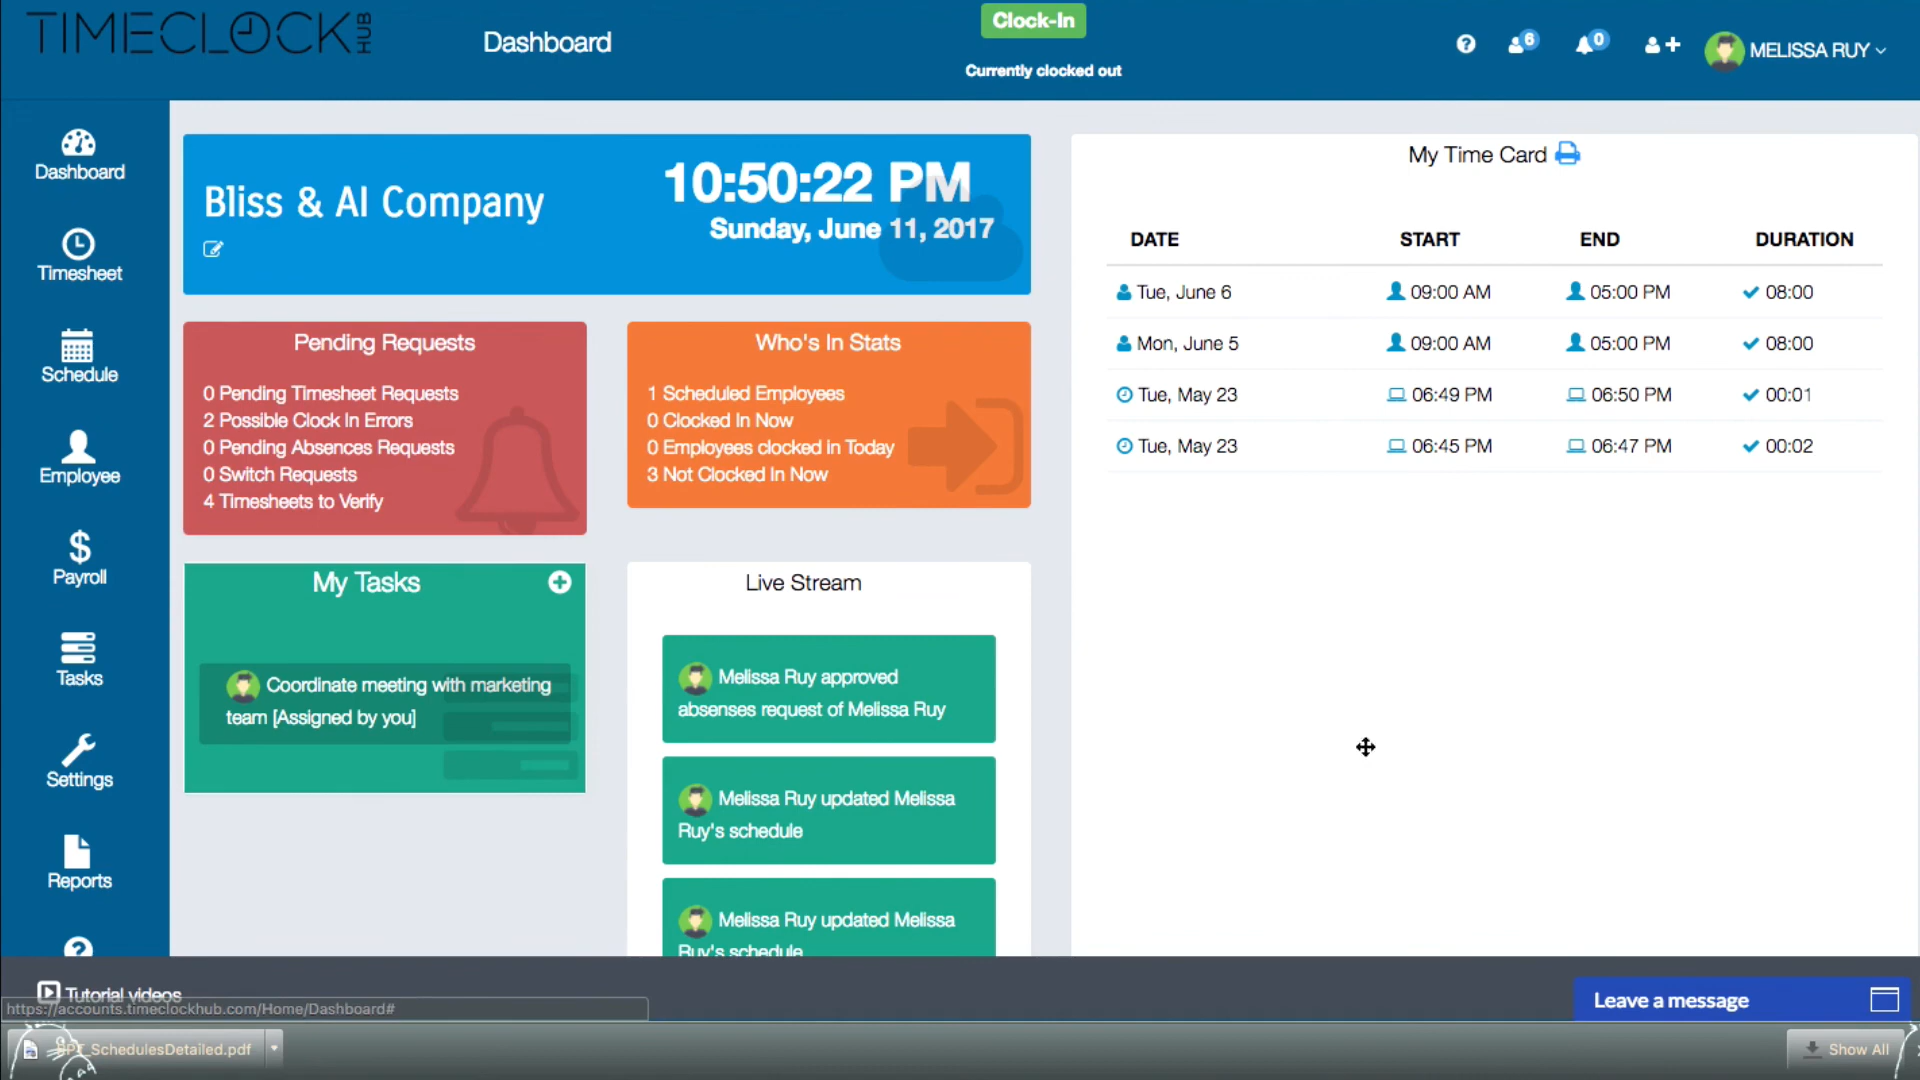 TIMECLOCK HUB
Dashboard
Clock-In
Currently clocked out
6
0
MELISSA RUY
Dashboard
Timesheet
Schedule
Employee
Payroll
Tasks
Settings
Reports
Bliss & AI Company
10:50:22 PM
Sunday, June 11, 2017
Pending Requests
0 Pending Timesheet Requests
2 Possible Clock In Errors
0 Pending Absences Requests
0 Switch Requests
4 Timesheets to Verify
Who's In Stats
1 Scheduled Employees
0 Clocked In Now
0 Employees clocked in Today
3 Not Clocked In Now
My Tasks
Coordinate meeting with marketing
team [Assigned by you]
Live Stream
Melissa Ruy approved
absenses request of Melissa Ruy
Melissa Ruy updated Melissa
Ruy's schedule
Melissa Ruy updated Melissa
Ruy's schedule
My Time Card
DATE START END DURATION
Tue, June 6 09:00 AM 05:00 PM 08:00
Mon, June 5 09:00 AM 05:00 PM 08:00
Tue, May 23 06:49 PM 06:50 PM 00:01
Tue, May 23 06:45 PM 06:47 PM 00:02
Tutorial videos
https://accounts.timeclockhub.com/Home/Dashboard#
Leave a message
SchedulesDetailed.pdf
Show All